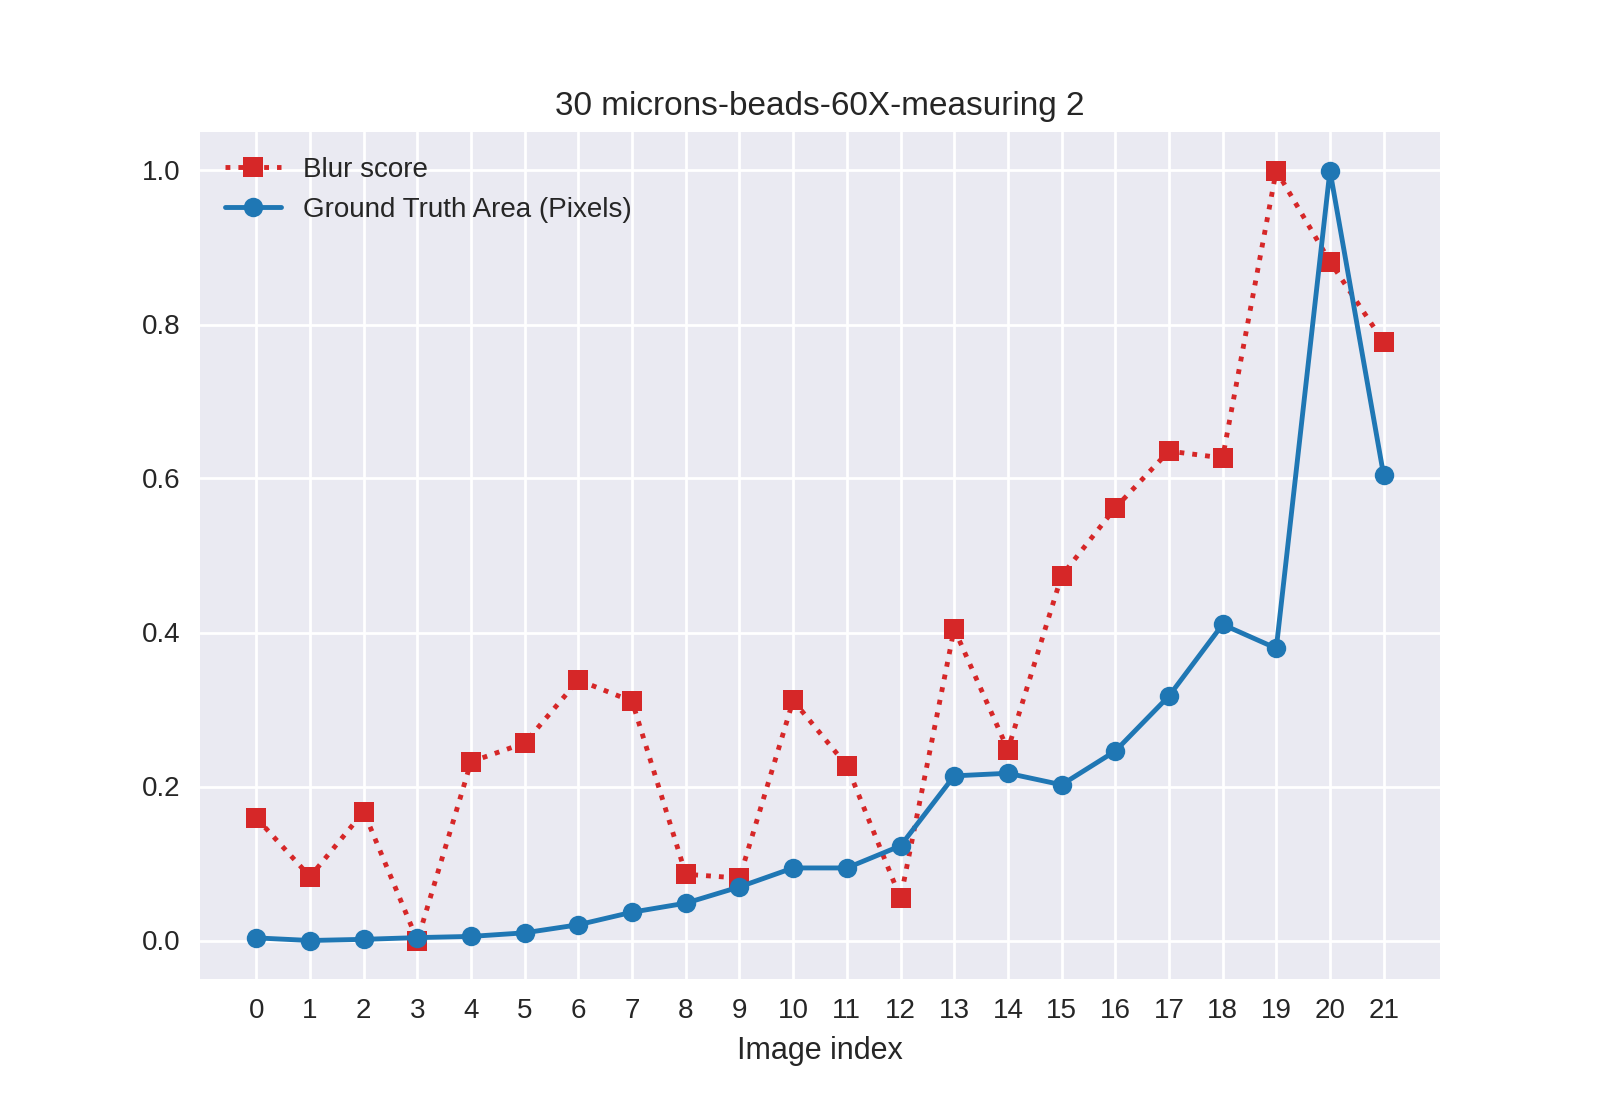 30 microns-beads-60X-measuring 2
Blur score
Ground Truth Area (Pixels)
1.0
0.8
0.6
0.4
0.2
0.0
0 1 2 3 4 5 6 7 8 9 10 11 12 13 14 15 16 17 18 19 20 21
Image index